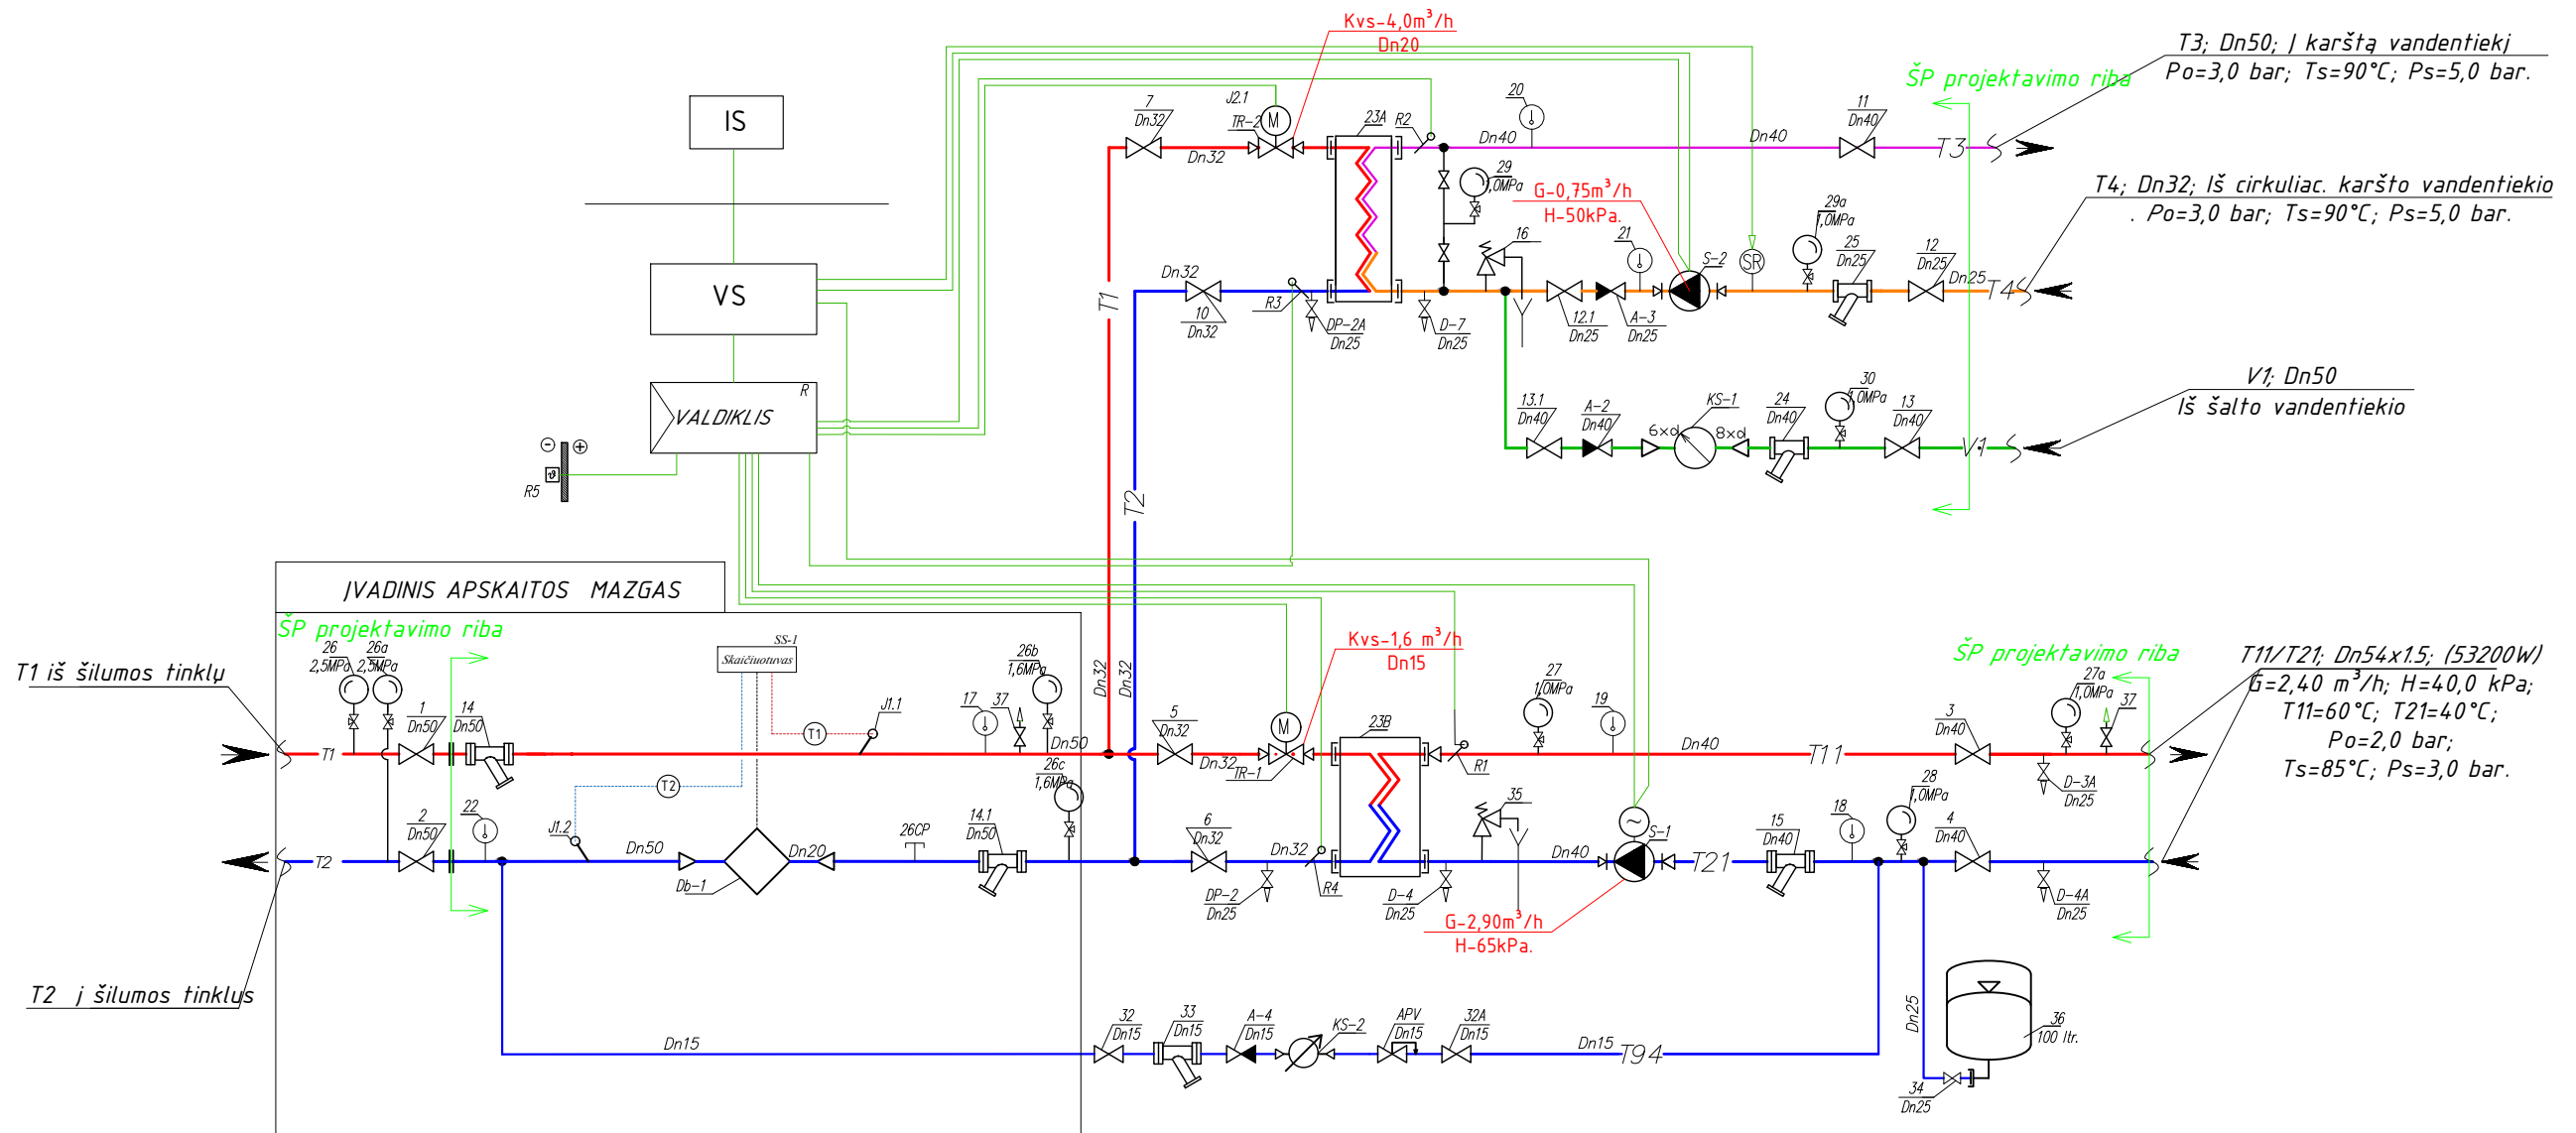 Kvs-4,0m³/h
Dn20
T3; Dn50; Į karštą vandentiekį
Po=3,0 bar; Ts=90°C; Ps=5,0 bar.
ŠP projektavimo riba
IS
7
Dn32
J2.1
TR-2
M
23A
R2
20
11
Dn40
Dn32
Dn40
Dn40
T3
T4; Dn32; Iš cirkuliac. karšto vandentiekio
. Po=3,0 bar; Ts=90°C; Ps=5,0 bar.
29
1,0MPa
G-0,75m³/h
H-50kPa.
29a
1,0MPa
16
21
S-2
SR
25
Dn25
12
Dn25
Dn25
T4
VS
T1
Dn32
10
Dn32
R3
DP-2A
Dn25
D-7
Dn25
12.1
Dn25
A-3
Dn25
V1; Dn50
Iš šalto vandentiekio
VALDIKLIS
R
R5
13.1
Dn40
A-2
Dn40
KS-1
6xd
8xd
24
Dn40
30
1,0MPa
13
Dn40
V1
T2
ĮVADINIS APSKAITOS MAZGAS
ŠP projektavimo riba
T1 iš šilumos tinklų
26
2,5MPa
26a
2,5MPa
1
Dn50
14
Dn50
SS-1
Skaičiuotuvas
T1
J1.1
17
37
26b
1,6MPa
Dn50
Dn32
Dn32
5
Dn32
Dn32
M
TR-1
Kvs-1,6 m³/h
Dn15
23B
R1
27
1,0MPa
19
Dn40
T11
3
Dn40
ŠP projektavimo riba
27a
1,0MPa
37
D-3A
Dn25
T11/T21; Dn54x1.5; (53200W)
G=2,40 m³/h; H=40,0 kPa;
T11=60°C; T21=40°C;
Po=2,0 bar;
Ts=85°C; Ps=3,0 bar.
T1
T2
2
Dn50
22
J1.2
T2
Dn50
Db-1
Dn20
26CP
14.1
Dn50
26c
1,6MPa
6
Dn32
DP-2
Dn25
Dn32
R4
D-4
Dn25
35
Dn40
S-1
T21
15
Dn40
18
28
1,0MPa
4
Dn40
D-4A
Dn25
G-2,90m³/h
H-65kPa.
T2 į šilumos tinklus
Dn15
32
Dn15
33
Dn15
A-4
Dn15
KS-2
APV
Dn15
32A
Dn15
Dn15
T94
Dn25
36
100 ltr.
34
Dn25